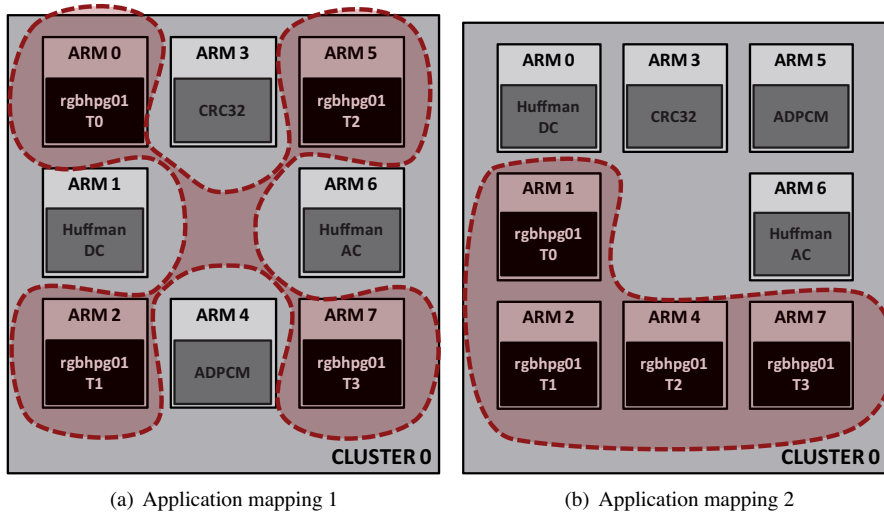 ARM 0
rgbhpg01
T0
ARM 3
CRC32
ARM 5
rgbhpg01
T2
ARM 1
Huffman
DC
ARM 6
Huffman
AC
ARM 2
rgbhpg01
T1
ARM 4
ADPCM
ARM 7
rgbhpg01
T3
CLUSTER 0
(a) Application mapping 1
ARM 0
Huffman
DC
ARM 3
CRC32
ARM 5
ADPCM
ARM 1
rgbhpg01
T0
ARM 6
Huffman
AC
ARM 2
rgbhpg01
T1
ARM 4
rgbhpg01
T2
ARM 7
rgbhpg01
T3
CLUSTER 0
(b) Application mapping 2